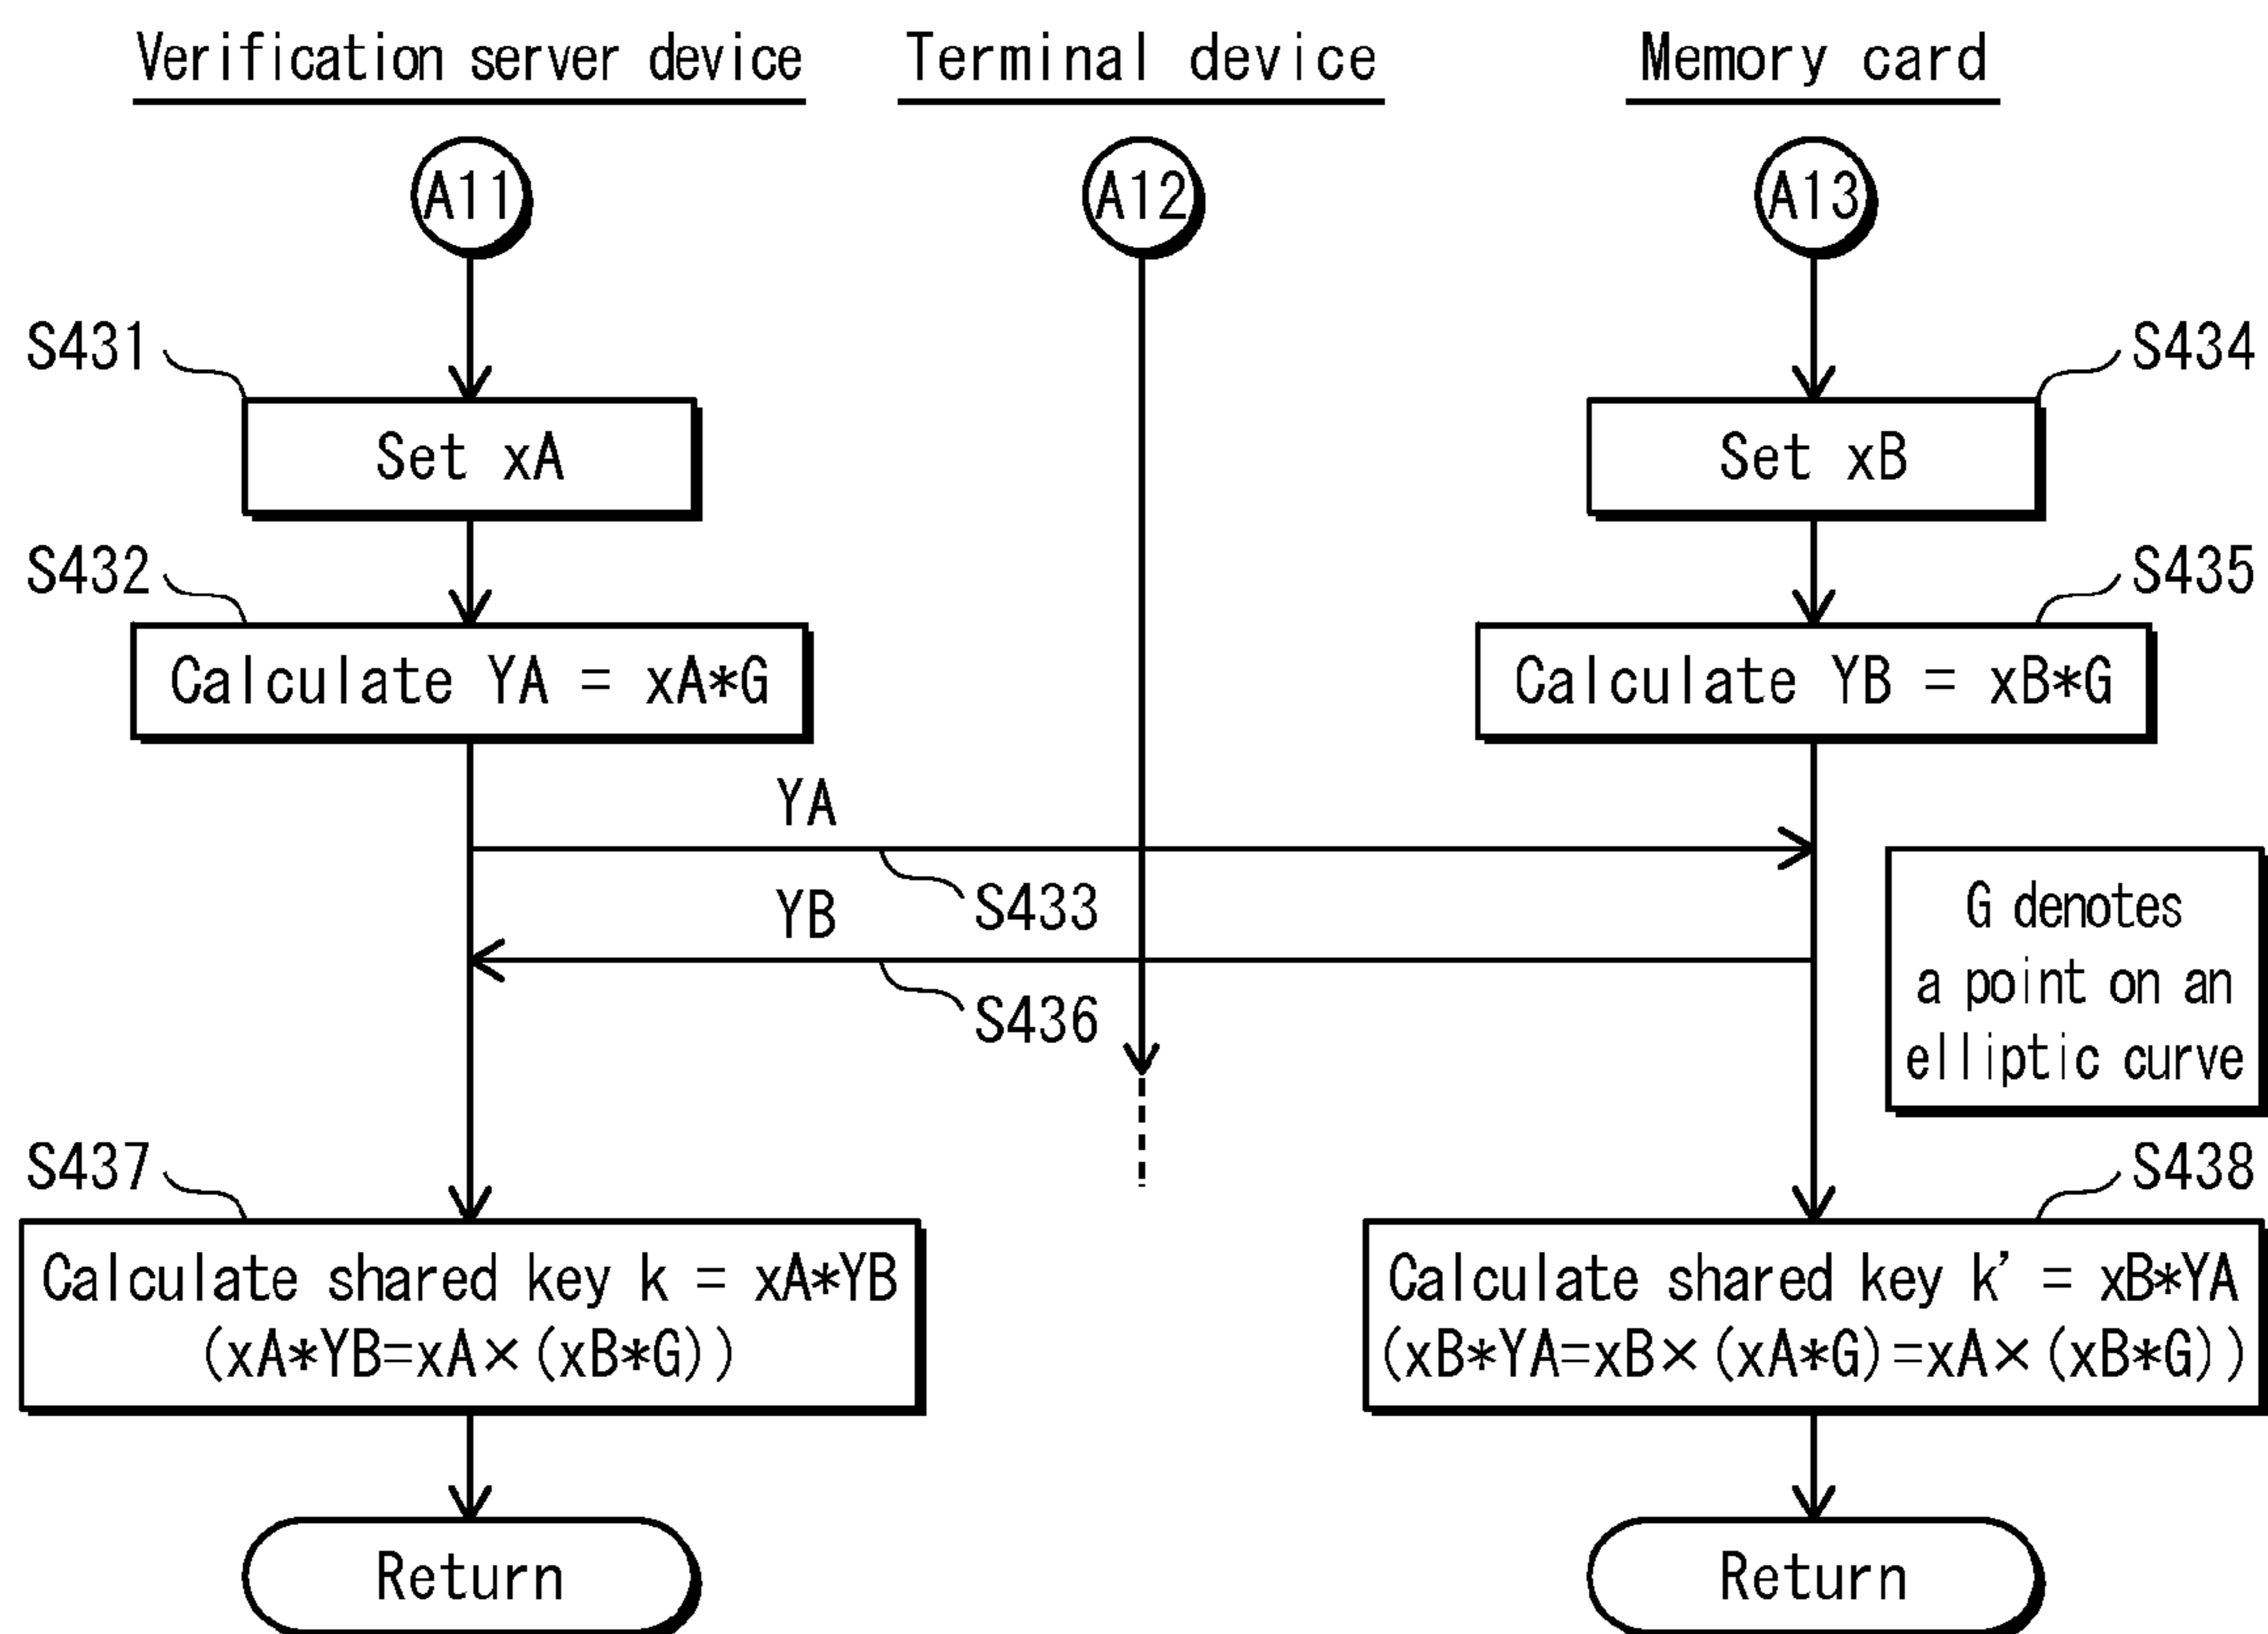 Verification server device
Terminal device
Memory card
A11
A12
A13
S431
S434
Set xA
Set xB
S432
S435
Calculate YA = xA*G
Calculate YB = xB*G
YA
S433
YB
S436
G denotes
a point on an
elliptic curve
S437
S438
Calculate shared key k = xA*YB
(xA*YB=xA×(xB*G))
Calculate shared key k' = xB*YA
(xB*YA=xB×(xA*G)=xA×(xB*G))
Return
Return